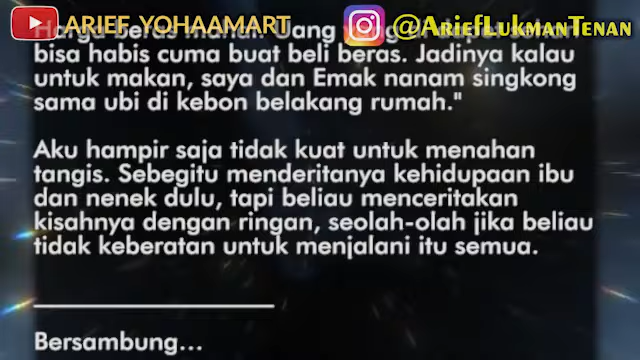 ARIEF YOHAAMART
@AriefLukmanTenan
bisa habis cuma buat beli beras. Jadinya kalau
untuk makan, saya dan Emak nanam singkong
sama ubi di kebon belakang rumah."
Aku hampir saja tidak kuat untuk menahan
tangis. Sebegitu menderitanya kehidupaan ibu
dan nenek dulu, tapi beliau menceritakan
kisahnya dengan ringan, seolah-olah jika beliau
tidak keberatan untuk menjalani itu semua.
Bersambung...